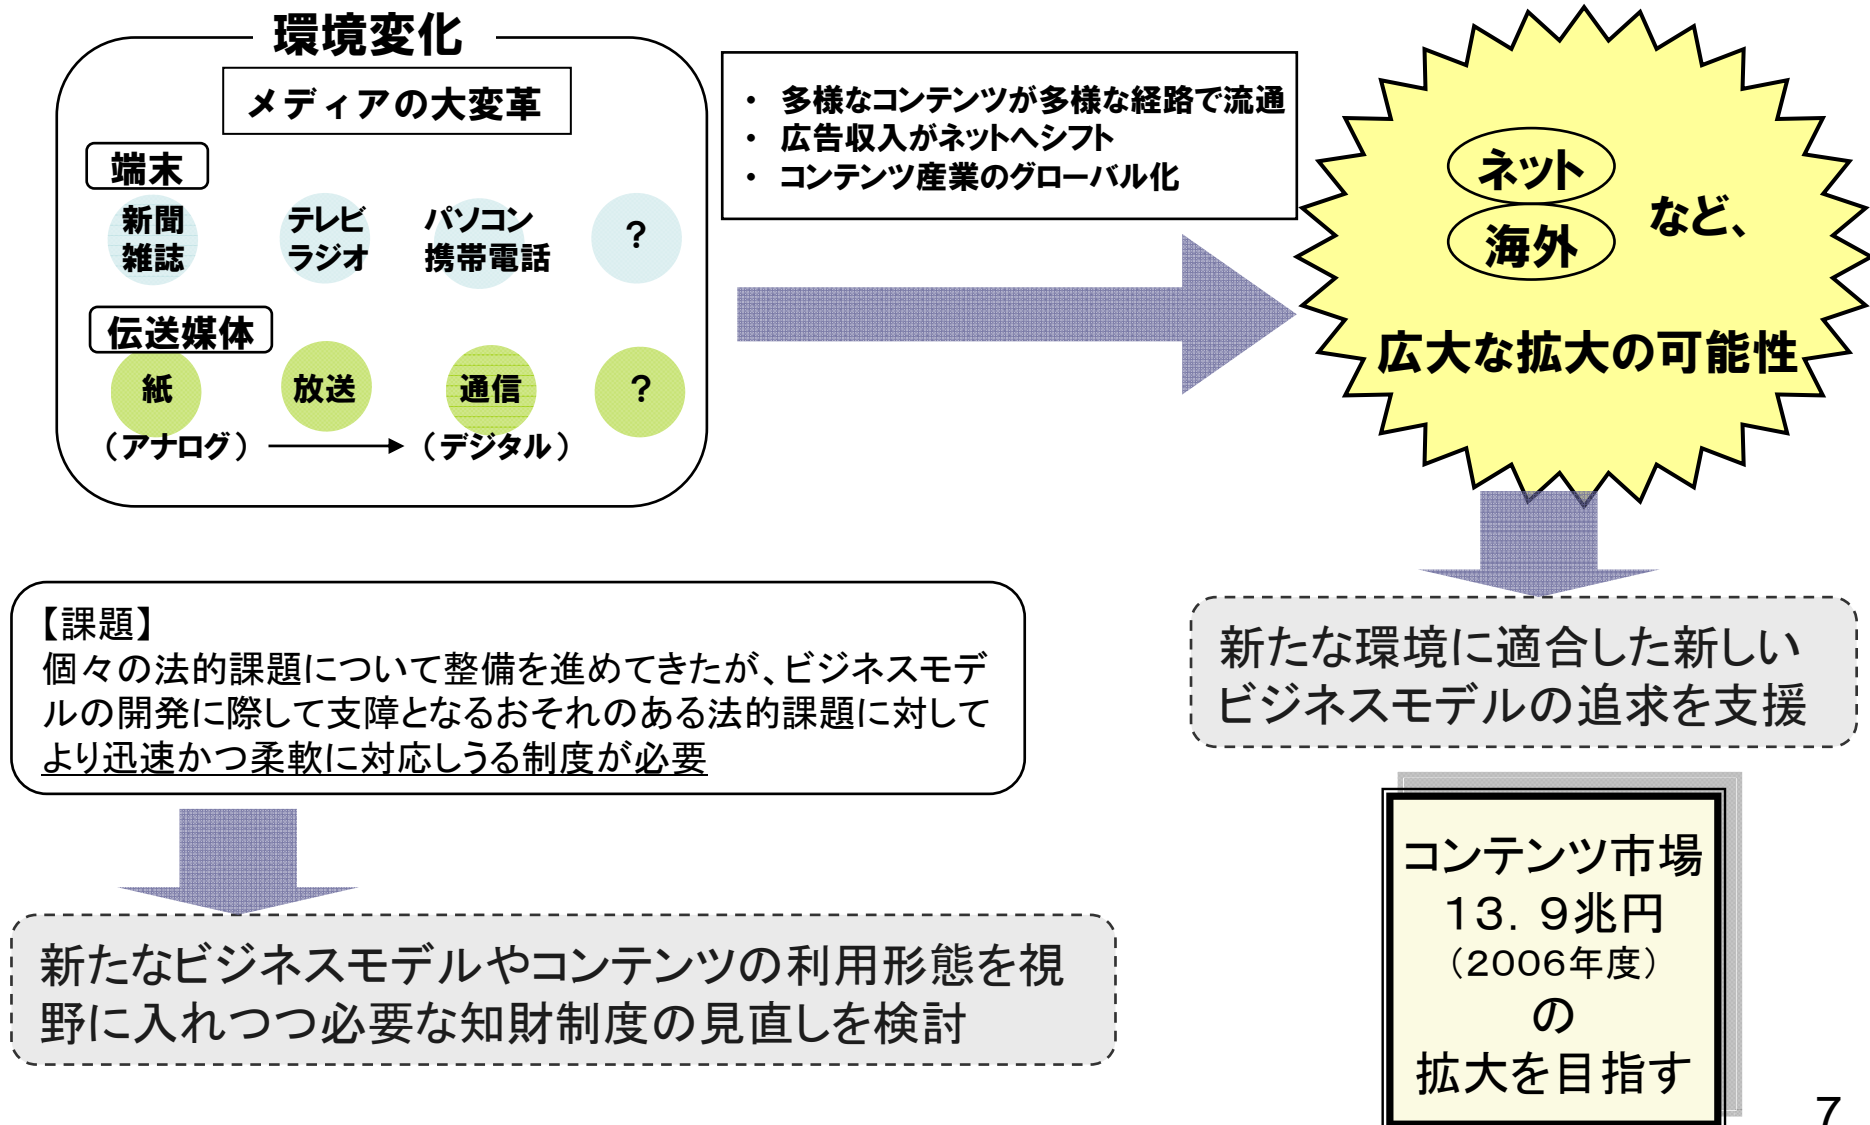 環境変化
メディアの大変革
端末
新聞
雑誌
テレビ
ラジオ
パソコン
携帯電話
？
伝送媒体
紙
放送
通信
？
（アナログ）
（デジタル）
・ 多様なコンテンツが多様な経路で流通
・ 広告収入がネットへシフト
・ コンテンツ産業のグローバル化
ネット
海外
など、
広大な拡大の可能性
【課題】
個々の法的課題について整備を進めてきたが、ビジネスモデ
ルの開発に際して支障となるおそれのある法的課題に対して
より迅速かつ柔軟に対応しうる制度が必要
新たな環境に適合した新しい
ビジネスモデルの追求を支援
新たなビジネスモデルやコンテンツの利用形態を視
野に入れつつ必要な知財制度の見直しを検討
コンテンツ市場
１３．９兆円
（２００６年度）
の
拡大を目指す
7